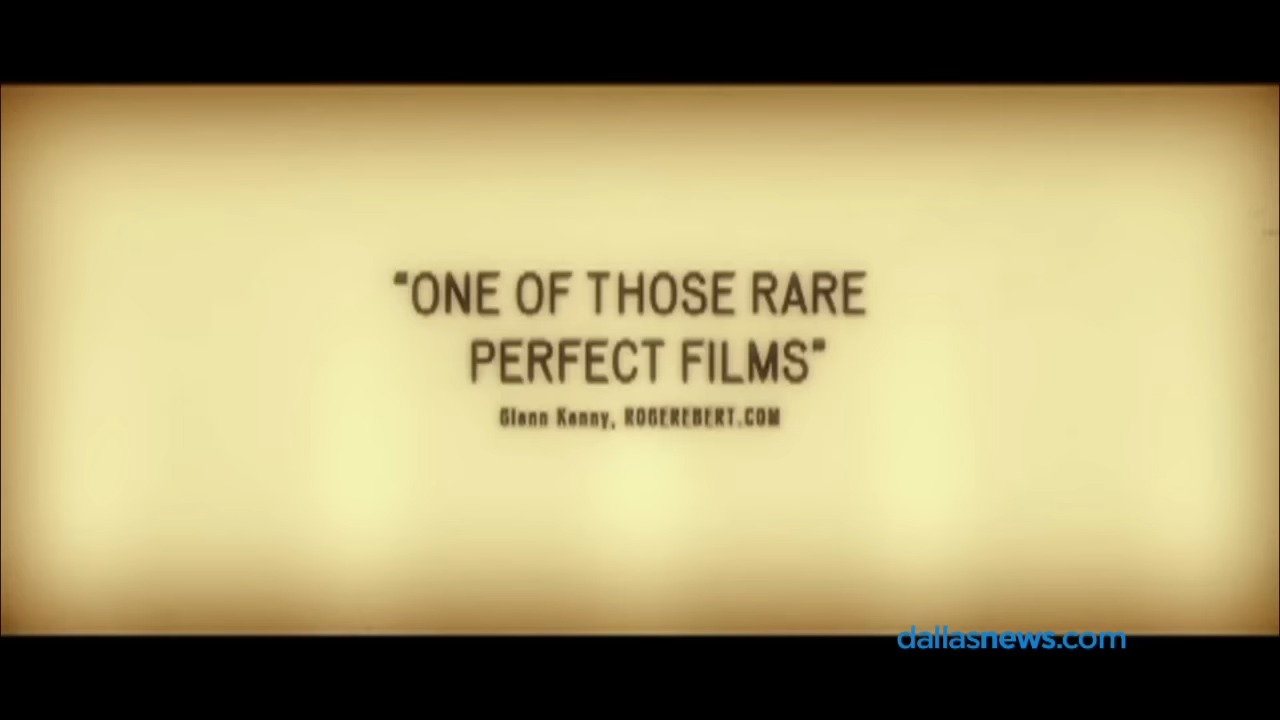 "ONE OF THOSE RARE
PERFECT FILMS"
Glenn Kenny, ROGEREBERT.COM
dallasnews.com